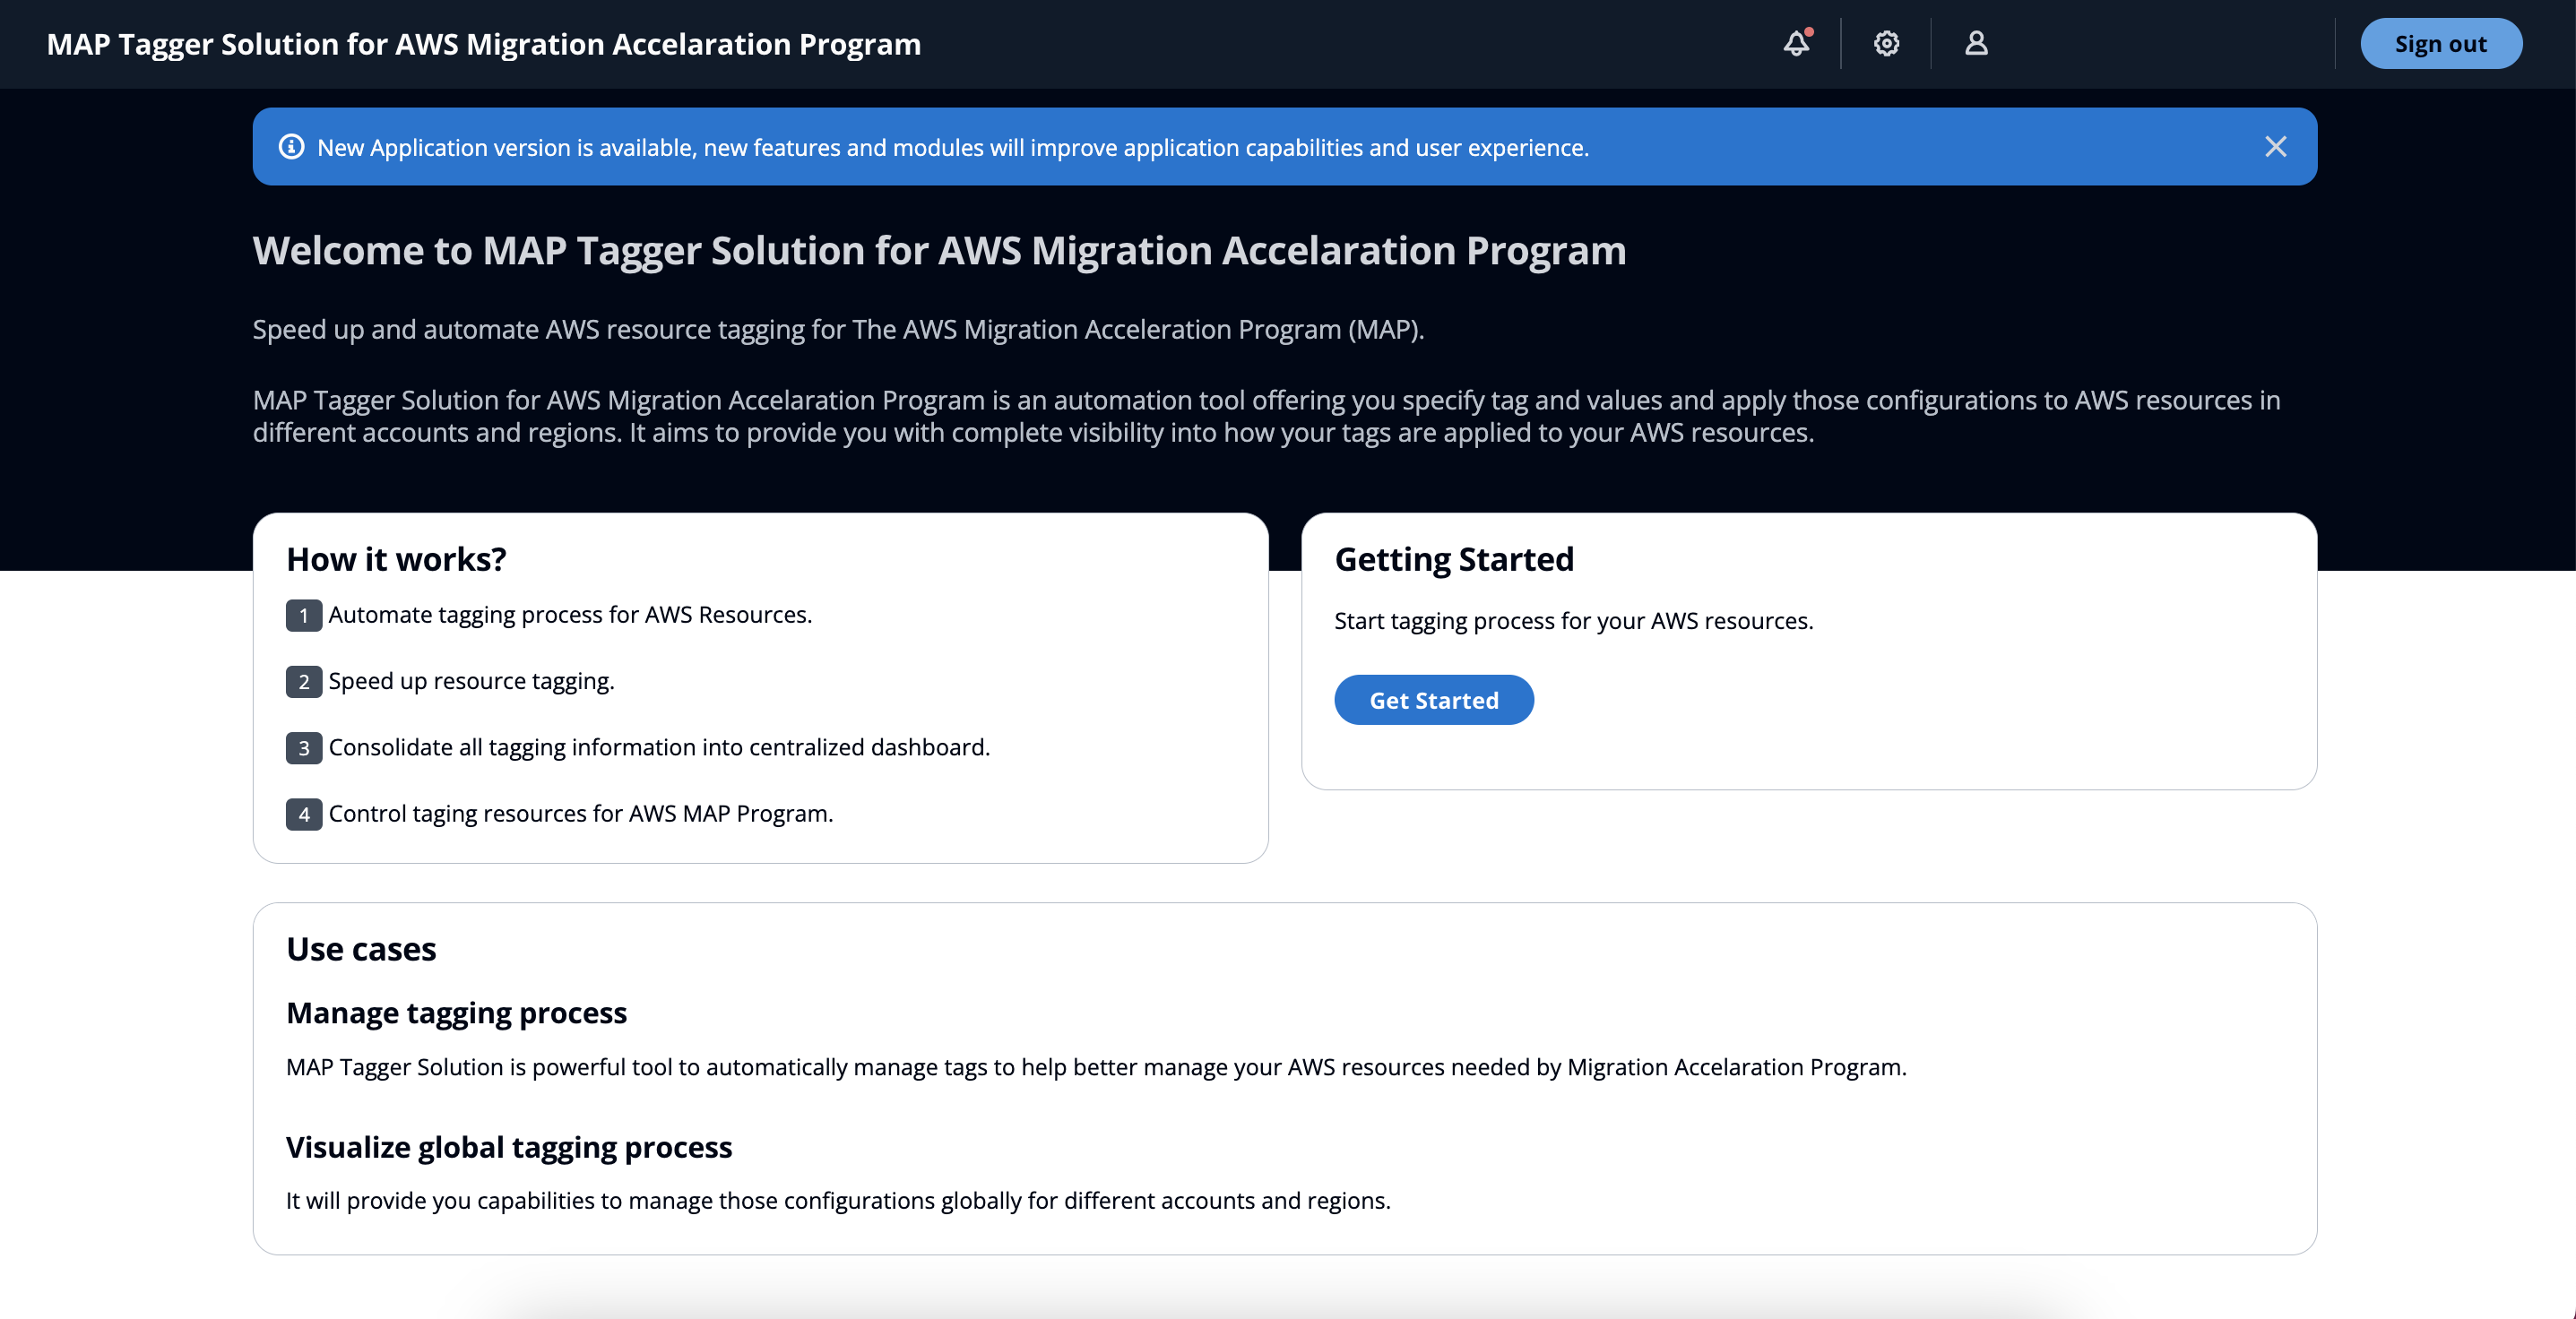 MAP Tagger Solution for AWS Migration Accelaration Program
Sign out
New Application version is available, new features and modules will improve application capabilities and user experience.
Welcome to MAP Tagger Solution for AWS Migration Accelaration Program
Speed up and automate AWS resource tagging for The AWS Migration Acceleration Program (MAP).
MAP Tagger Solution for AWS Migration Accelaration Program is an automation tool offering you specify tag and values and apply those configurations to AWS resources in
different accounts and regions. It aims to provide you with complete visibility into how your tags are applied to your AWS resources.
How it works?
1 Automate tagging process for AWS Resources.
2 Speed up resource tagging.
3 Consolidate all tagging information into centralized dashboard.
4 Control taging resources for AWS MAP Program.
Getting Started
Start tagging process for your AWS resources.
Get Started
Use cases
Manage tagging process
MAP Tagger Solution is powerful tool to automatically manage tags to help better manage your AWS resources needed by Migration Accelaration Program.
Visualize global tagging process
It will provide you capabilities to manage those configurations globally for different accounts and regions.